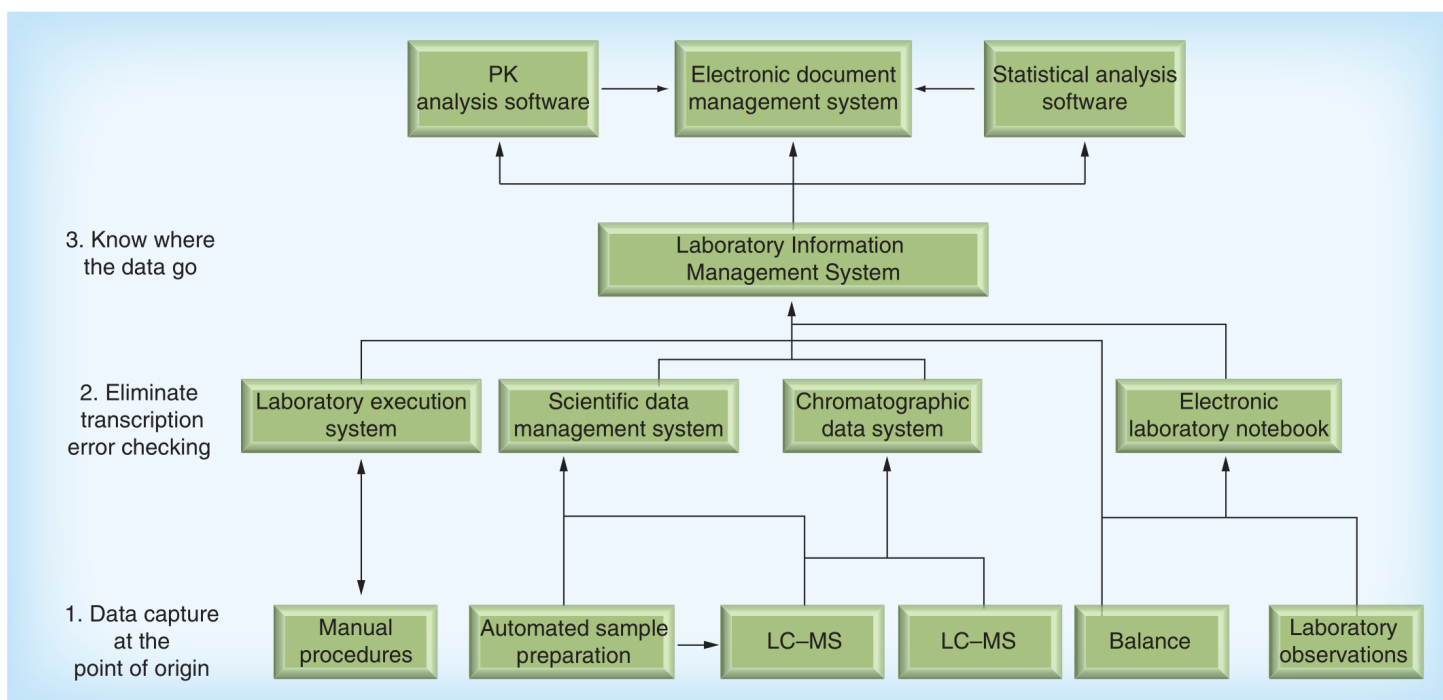 PK
analysis software
Electronic document
management system
Statistical analysis
software
3. Know where
the data go
Laboratory Information
Management System
2. Eliminate
transcription
error checking
Laboratory execution
system
Scientific data
management system
Chromatographic
data system
Electronic
laboratory notebook
1. Data capture
at the
point of origin
Manual
procedures
Automated sample
preparation
LC–MS
LC–MS
Balance
Laboratory
observations